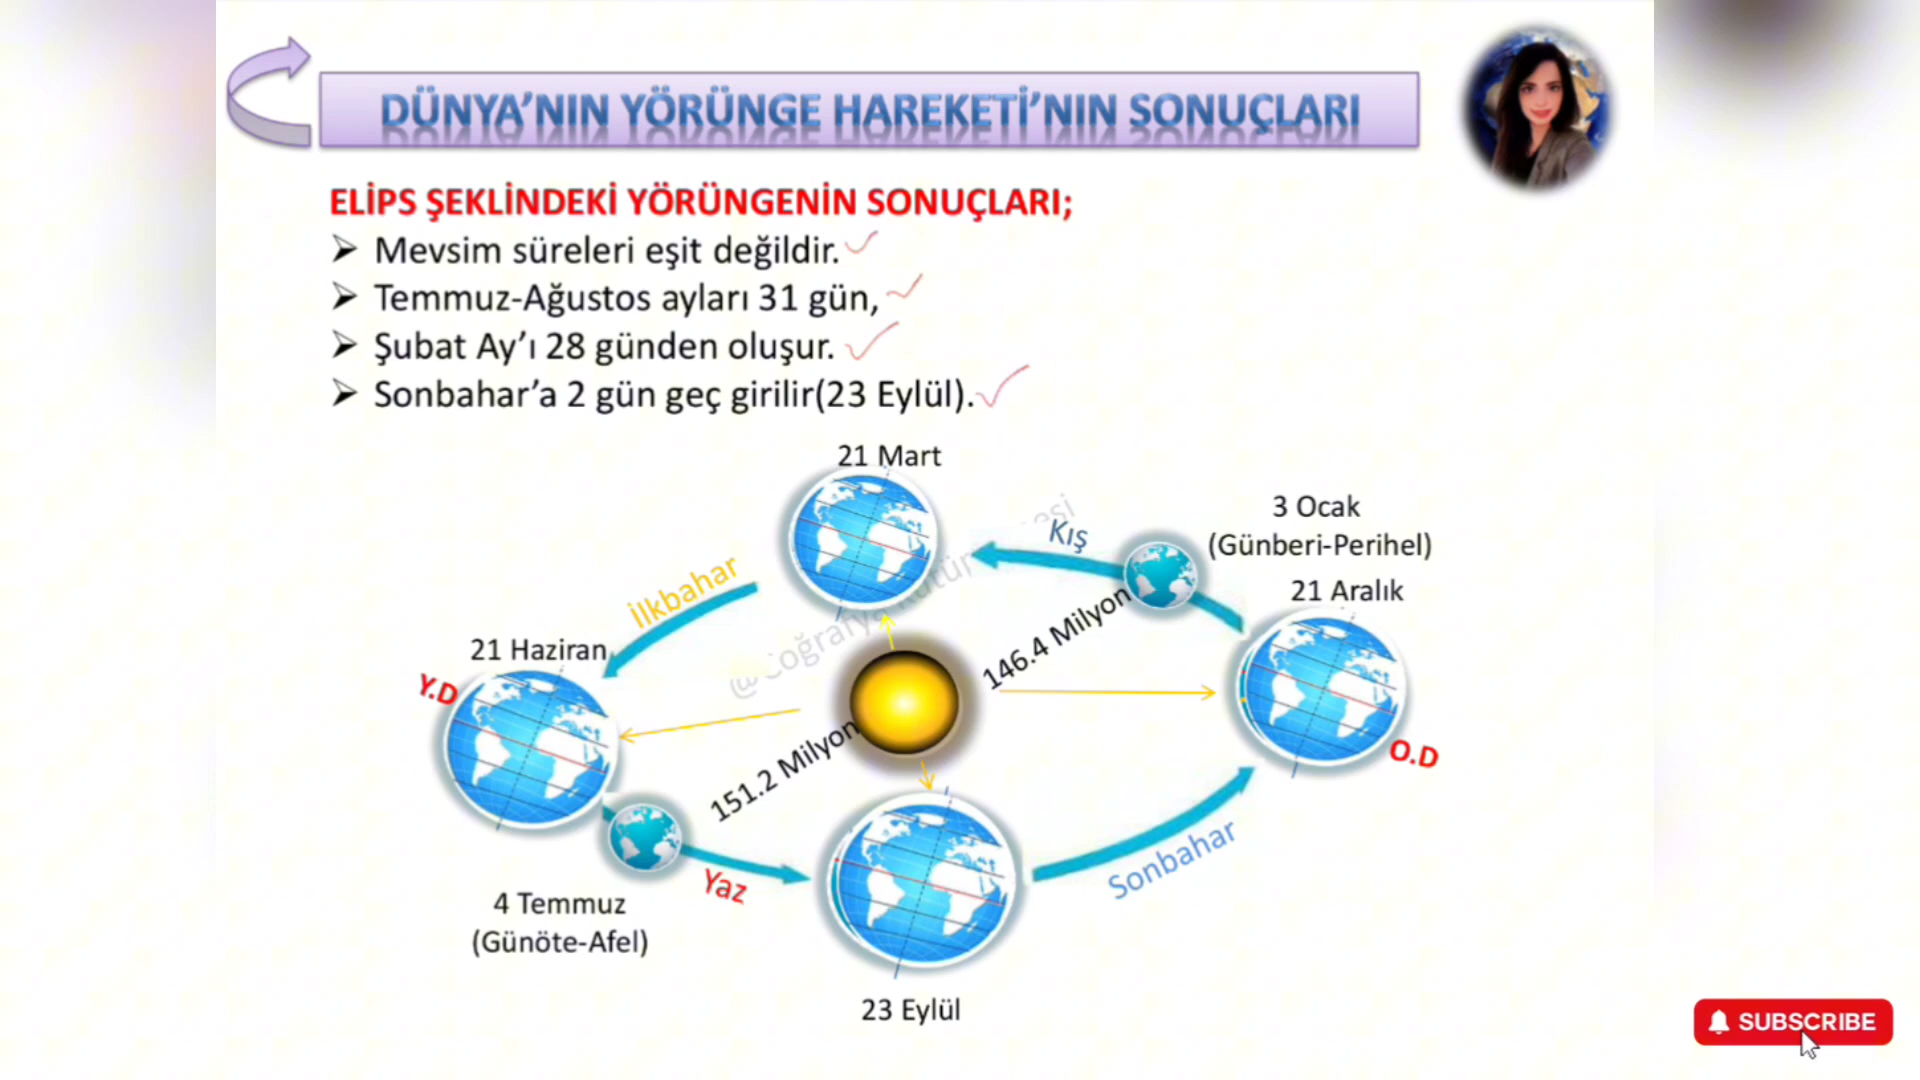 DÜNYA’NIN YÖRÜNGE HAREKETİ’NIN SONUÇLARI
ELİPS ŞEKLİNDEKİ YÖRÜNGENİN SONUÇLARI;
Mevsim süreleri eşit değildir.
Temmuz-Ağustos ayları 31 gün,
Şubat Ay’ı 28 günden oluşur.
Sonbahar’a 2 gün geç girilir(23 Eylül).
21 Mart
3 Ocak
(Günberi-Perihel)
Kış
21 Aralık
İlkbahar
146.4 Milyon
21 Haziran
Y.D
@Coğrafya
151.2 Milyon
O.D
Sonbahar
Yaz
4 Temmuz
(Günöte-Afel)
23 Eylül
SUBSCRIBE